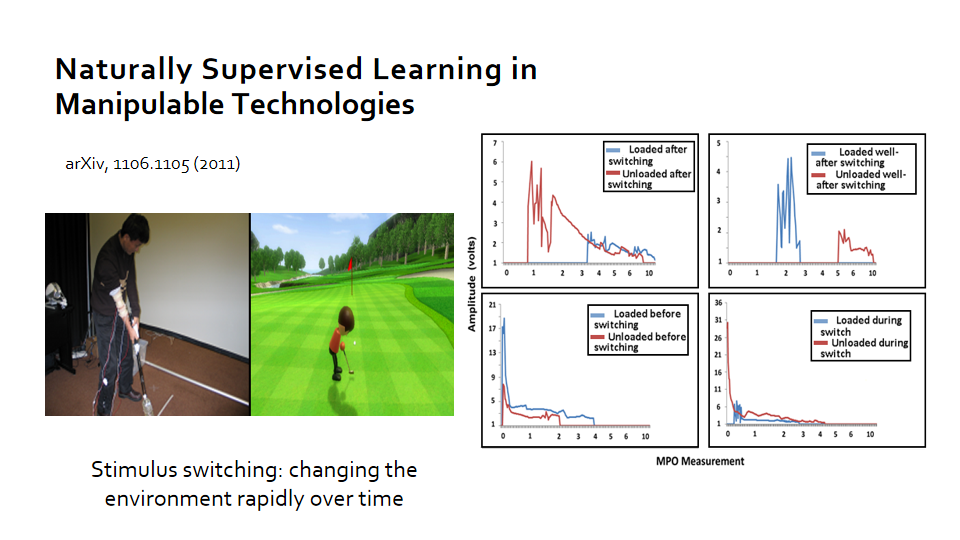 Naturally Supervised Learning in
Manipulable Technologies
arXiv, 1106.1105 (2011)
Stimulus switching: changing the
environment rapidly over time
Amplitude (volts)
7
6
5
4
3
2
1
0 1 2 3 4 5 6 10
Loaded after
switching
Unloaded after
switching
5
4
3
2
1
0 1 2 3 4 5 6 10
Loaded well-
after switching
Unloaded well-
after switching
21
17
13
9
5
1
0 1 2 3 4 5 6 10
Loaded before
switching
Unloaded before
switching
36
31
26
21
16
11
6
1
0 1 2 3 4 5 6 10
Loaded during
switch
Unloaded during
switch
MPO Measurement